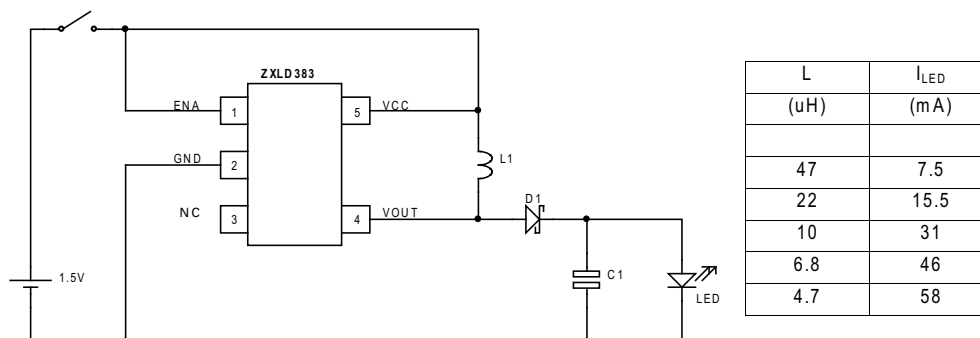 ZXLD383
ENA 1 5 VCC
GND 2
L1
NC 3 4 VOUT
D1
1.5V
C1
LED
L I_LED
(uH) (mA)
47 7.5
22 15.5
10 31
6.8 46
4.7 58